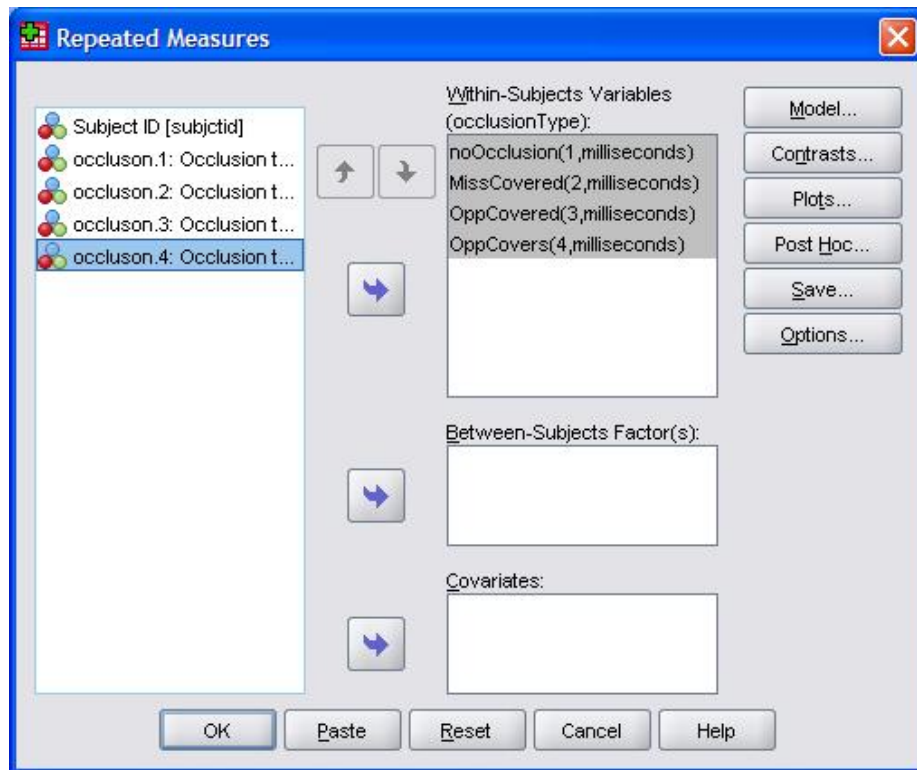 Repeated Measures
Subject ID [subjctid]
occluson.1: Occlusion t...
occluson.2: Occlusion t...
occluson.3: Occlusion t...
occluson.4: Occlusion t...
Within-Subjects Variables
(occlusionType):
noOcclusion(1,milliseconds)
MissCovered(2,milliseconds)
OppCovered(3,milliseconds)
OppCovers(4,milliseconds)
Between-Subjects Factor(s):
Covariates:
Model...
Contrasts...
Plots...
Post Hoc...
Save...
Options...
OK
Paste
Reset
Cancel
Help